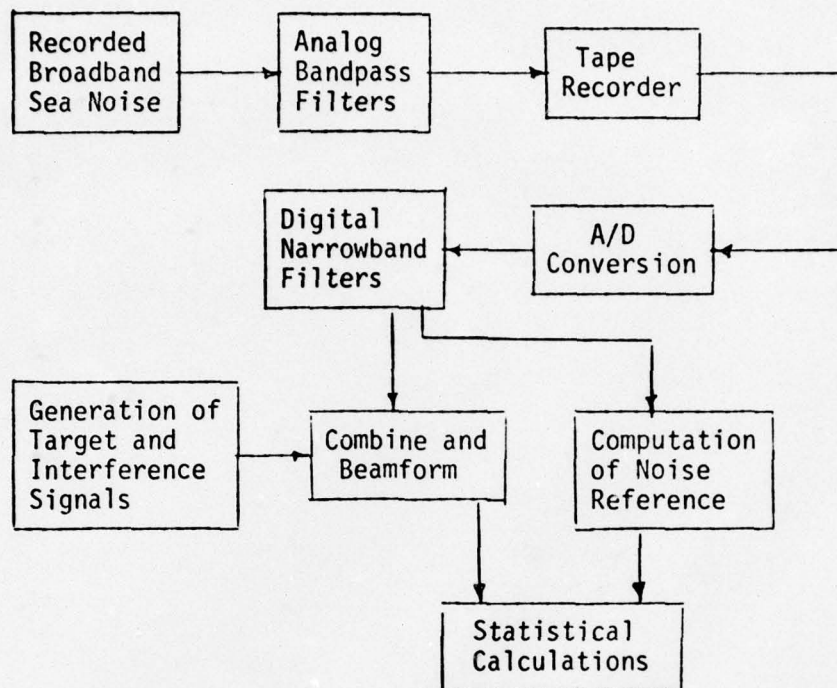 Recorded
Broadband
Sea Noise
Analog
Bandpass
Filters
Tape
Recorder
Digital
Narrowband
Filters
A/D
Conversion
Generation of
Target and
Interference
Signals
Combine and
Beamform
Computation
of Noise
Reference
Statistical
Calculations